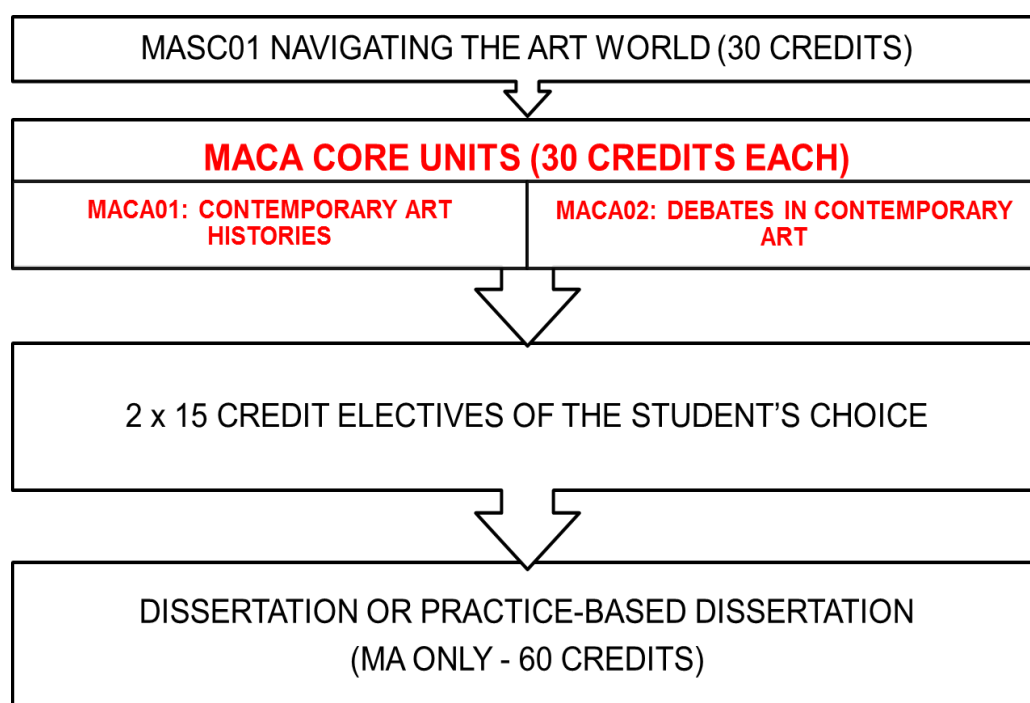 MASC01 NAVIGATING THE ART WORLD (30 CREDITS)
MACA CORE UNITS (30 CREDITS EACH)
MACA01: CONTEMPORARY ART
HISTORIES
MACA02: DEBATES IN CONTEMPORARY
ART
2 x 15 CREDIT ELECTIVES OF THE STUDENT’S CHOICE
DISSERTATION OR PRACTICE-BASED DISSERTATION
(MA ONLY - 60 CREDITS)